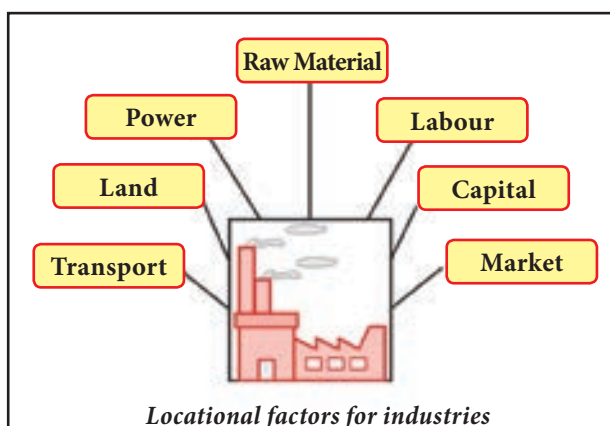 Raw Material
Power
Labour
Land
Capital
Transport
Market
Locational factors for industries